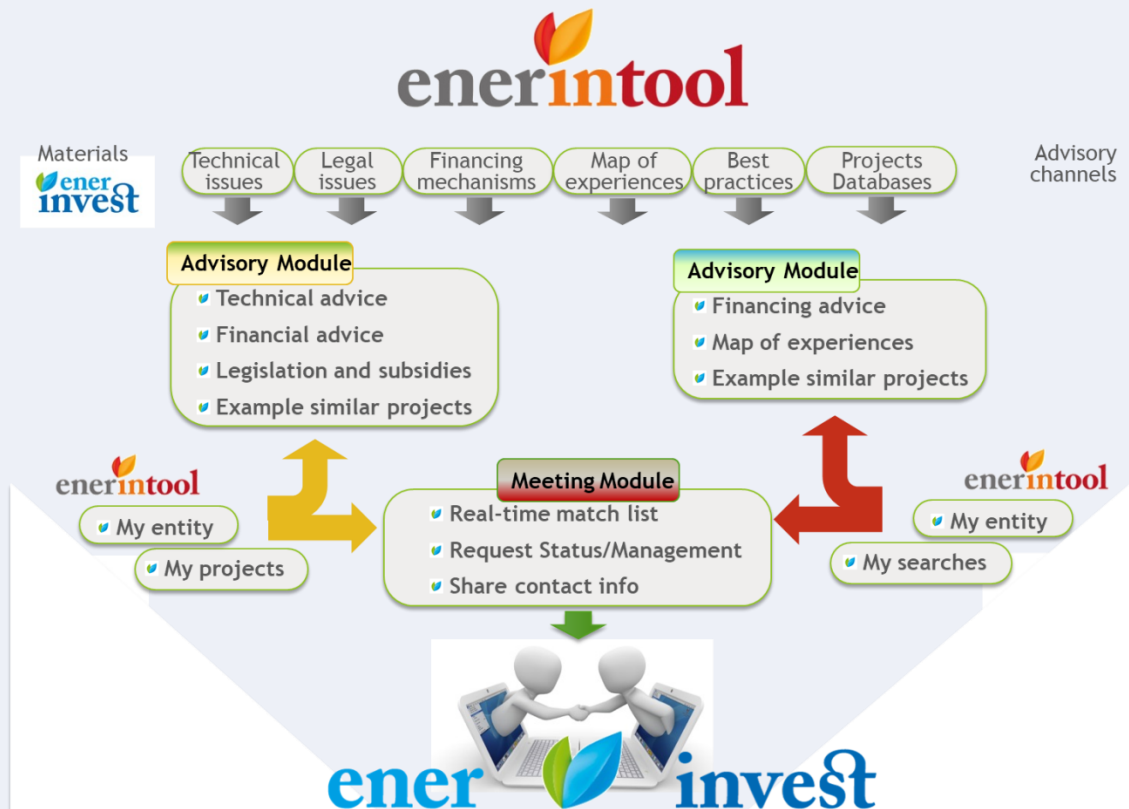 enerintool
Materials
ener
invest
Technical
issues
Legal
issues
Financing
mechanisms
Map of
experiences
Best
practices
Projects
Databases
Advisory
channels
Advisory Module
Technical advice
Financial advice
Legislation and subsidies
Example similar projects
Advisory Module
Financing advice
Map of experiences
Example similar projects
enerintool
My entity
My projects
Meeting Module
Real-time match list
Request Status/Management
Share contact info
enerintool
My entity
My searches
ener invest